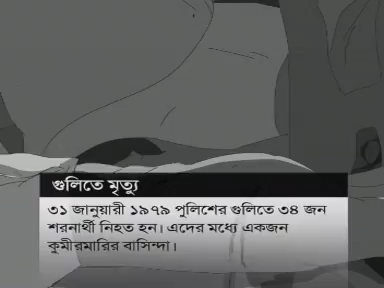 গুলিতে মৃত্যু
৩১ জানুয়ারী ১৯৭৯ পুলিশের গুলিতে ৩৪ জন
শরনার্থী নিহত হন। এদের মধ্যে একজন
কুমীরমারির বাসিন্দা।